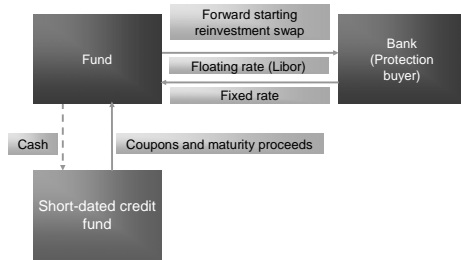 Forward starting
reinvestment swap
Fund
Floating rate (Libor)
Bank
(Protection
buyer)
Fixed rate
Cash
Coupons and maturity proceeds
Short-dated credit
fund